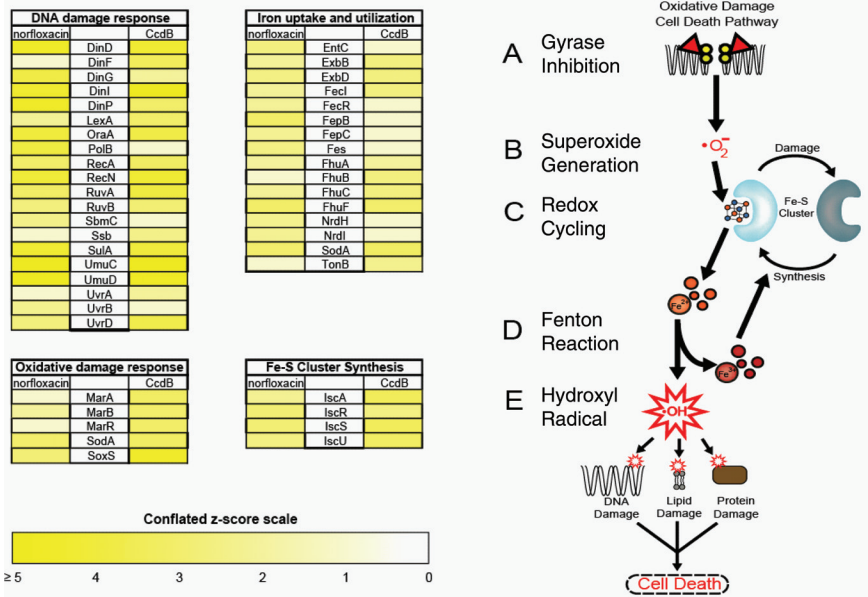 DNA damage response
norfloxacin CcdB
DinD
DinF
DinG
DinI
DinP
LexA
OraA
PolB
RecA
RecN
RuvA
RuvB
SbmC
Ssb
SulA
UmuC
UmuD
UvrA
UvrB
UvrD
Iron uptake and utilization
norfloxacin CcdB
EntC
ExbB
ExbD
FecI
FecR
FepB
FepC
Fes
FhuA
FhuB
FhuC
FhuF
NrdH
NrdI
SodA
TonB
Oxidative damage response
norfloxacin CcdB
MarA
MarB
MarR
SodA
SoxS
Fe-S Cluster Synthesis
norfloxacin CcdB
IscA
IscR
IscS
IscU
Conflated z-score scale
≥ 5 4 3 2 1 0
Oxidative Damage
Cell Death Pathway
A Gyrase
Inhibition
B Superoxide
Generation
•O₂⁻
Damage
C Redox
Cycling
Fe-S
Cluster
Synthesis
Fe²⁺
D Fenton
Reaction
Fe³⁺
E Hydroxyl
Radical
•OH
DNA
Damage
Lipid
Damage
Protein
Damage
Cell Death